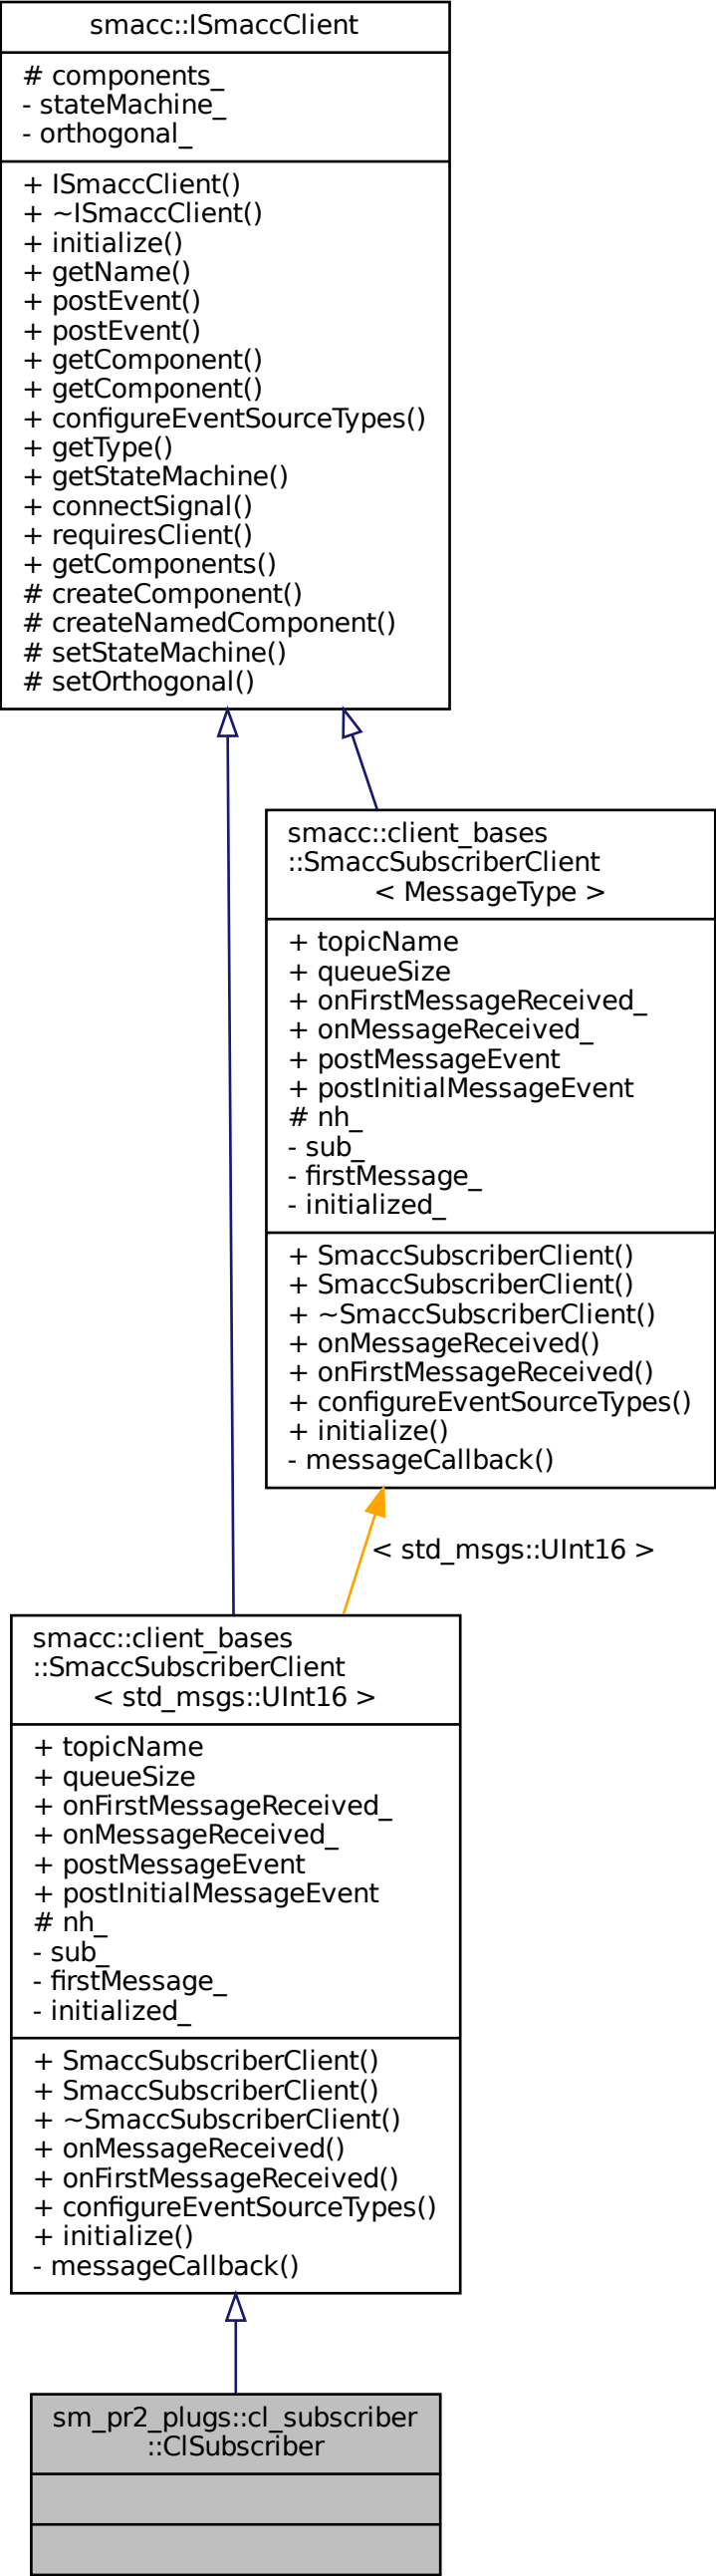 smacc::ISmaccClient
# components_
- stateMachine_
- orthogonal_
+ ISmaccClient()
+ ~ISmaccClient()
+ initialize()
+ getName()
+ postEvent()
+ postEvent()
+ getComponent()
+ getComponent()
+ configureEventSourceTypes()
+ getType()
+ getStateMachine()
+ connectSignal()
+ requiresClient()
+ getComponents()
# createComponent()
# createNamedComponent()
# setStateMachine()
# setOrthogonal()
smacc::client_bases
::SmaccSubscriberClient
< MessageType >
+ topicName
+ queueSize
+ onFirstMessageReceived_
+ onMessageReceived_
+ postMessageEvent
+ postInitialMessageEvent
# nh_
- sub_
- firstMessage_
- initialized_
+ SmaccSubscriberClient()
+ SmaccSubscriberClient()
+ ~SmaccSubscriberClient()
+ onMessageReceived()
+ onFirstMessageReceived()
+ configureEventSourceTypes()
+ initialize()
- messageCallback()
< std_msgs::UInt16 >
smacc::client_bases
::SmaccSubscriberClient
< std_msgs::UInt16 >
+ topicName
+ queueSize
+ onFirstMessageReceived_
+ onMessageReceived_
+ postMessageEvent
+ postInitialMessageEvent
# nh_
- sub_
- firstMessage_
- initialized_
+ SmaccSubscriberClient()
+ SmaccSubscriberClient()
+ ~SmaccSubscriberClient()
+ onMessageReceived()
+ onFirstMessageReceived()
+ configureEventSourceTypes()
+ initialize()
- messageCallback()
sm_pr2_plugs::cl_subscriber
::ClSubscriber